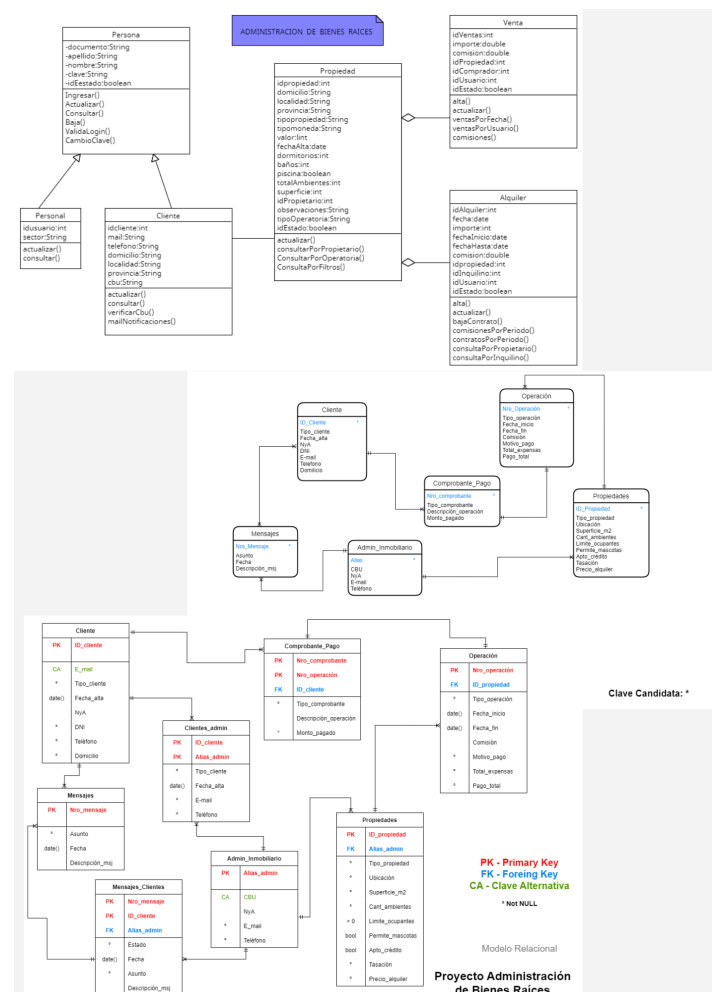 ADMINISTRACION DE BIENES RAICES
Persona
-documento:String
-apellido:String
-nombre:String
-clave:String
-idEestado:boolean
Ingresar()
Actualizar()
Consultar()
Baja()
ValidaLogin()
CambioClave()
Personal
idusuario:int
sector:String
actualizar()
consultar()
Cliente
idcliente:int
mail:String
telefono:String
domicilio:String
localidad:String
provincia:String
cbu:String
actualizar()
consultar()
verificarCbu()
mailNotificaciones()
Propiedad
idpropiedad:int
domicilio:String
localidad:String
provincia:String
tipopropiedad:String
tipomoneda:String
valor:lint
fechaAlta:date
dormitorios:int
baños:int
piscina:boolean
totalAmbientes:int
superficie:int
idPropietario:int
observaciones:String
tipoOperatoria:String
idEstado:boolean
actualizar()
consultarPorPropietario()
ConsultarPorOperatoria()
ConsultaPorFiltros()
Venta
idVentas:int
importe:double
comision:double
idPropiedad:int
idComprador:int
idUsuario:int
idEstado:boolean
alta()
actualizar()
ventasPorFecha()
ventasPorUsuario()
comisiones()
Alquiler
idAlquiler:int
fecha:date
importe:int
fechaInicio:date
fechaHasta:date
comision:double
idpropiedad:int
idInquilino:int
idUsuario:int
idEstado:boolean
alta()
actualizar()
bajaContrato()
comisionesPorPeriodo()
contratosPorPeriodo()
consultaPorPropietario()
consultaPorInquilino()
Cliente
ID_Cliente *
Tipo_cliente
Fecha_alta
NyA
DNI
E-mail
Telefono
Domilicio
Operación
Nro_Operación *
Tipo_operación
Fecha_inicio
Fecha_fin
Comisión
Motivo_pago
Total_expensas
Pago_total
Comprobante_Pago
Nro_comprobante *
Tipo_comprobante
Descripción_operación
Monto_pagado
Propiedades
ID_Propiedad *
Tipo_propiedad
Ubicación
Superficie_m2
Cant_ambientes
Limite_ocupantes
Permite_mascotas
Apto_crédito
Tasación
Precio_alquiler
Mensajes
Nro_Mensaje *
Asunto
Fecha
Descripción_msj
Admin_Inmobiliario
Alias *
CBU
NyA
E-mail
Teléfono
Cliente
PK ID_cliente
CA E_mail
* Tipo_cliente
date() Fecha_alta
NyA
* DNI
* Teléfono
* Domicilio
Comprobante_Pago
PK Nro_comprobante
PK Nro_operación
FK ID_cliente
* Tipo_comprobante
Descripción_operación
* Monto_pagado
Operación
PK Nro_operación
FK ID_propiedad
* Tipo_operación
date() Fecha_inicio
date() Fecha_fin
Comisión
* Motivo_pago
* Total_expensas
* Pago_total
Clave Candidata: *
Clientes_admin
PK ID_cliente
PK Alias_admin
* Tipo_cliente
date() Fecha_alta
* E-mail
* Teléfono
Mensajes
PK Nro_mensaje
* Asunto
date() Fecha
Descripción_msj
Propiedades
PK ID_propiedad
FK Alias_admin
* Tipo_propiedad
* Ubicación
* Superficie_m2
* Cant_ambientes
> 0 Limite_ocupantes
bool Permite_mascotas
bool Apto_crédito
* Tasación
* Precio_alquiler
Admin_Inmobiliario
PK Alias_admin
CA CBU
NyA
* E_mail
* Teléfono
Mensajes_Clientes
PK Nro_mensaje
PK ID_cliente
FK Alias_admin
* Estado
date() Fecha
* Asunto
Descripción_msj
PK - Primary Key
FK - Foreing Key
CA - Clave Alternativa
* Not NULL
Modelo Relacional
Proyecto Administración
de Bienes Raíces